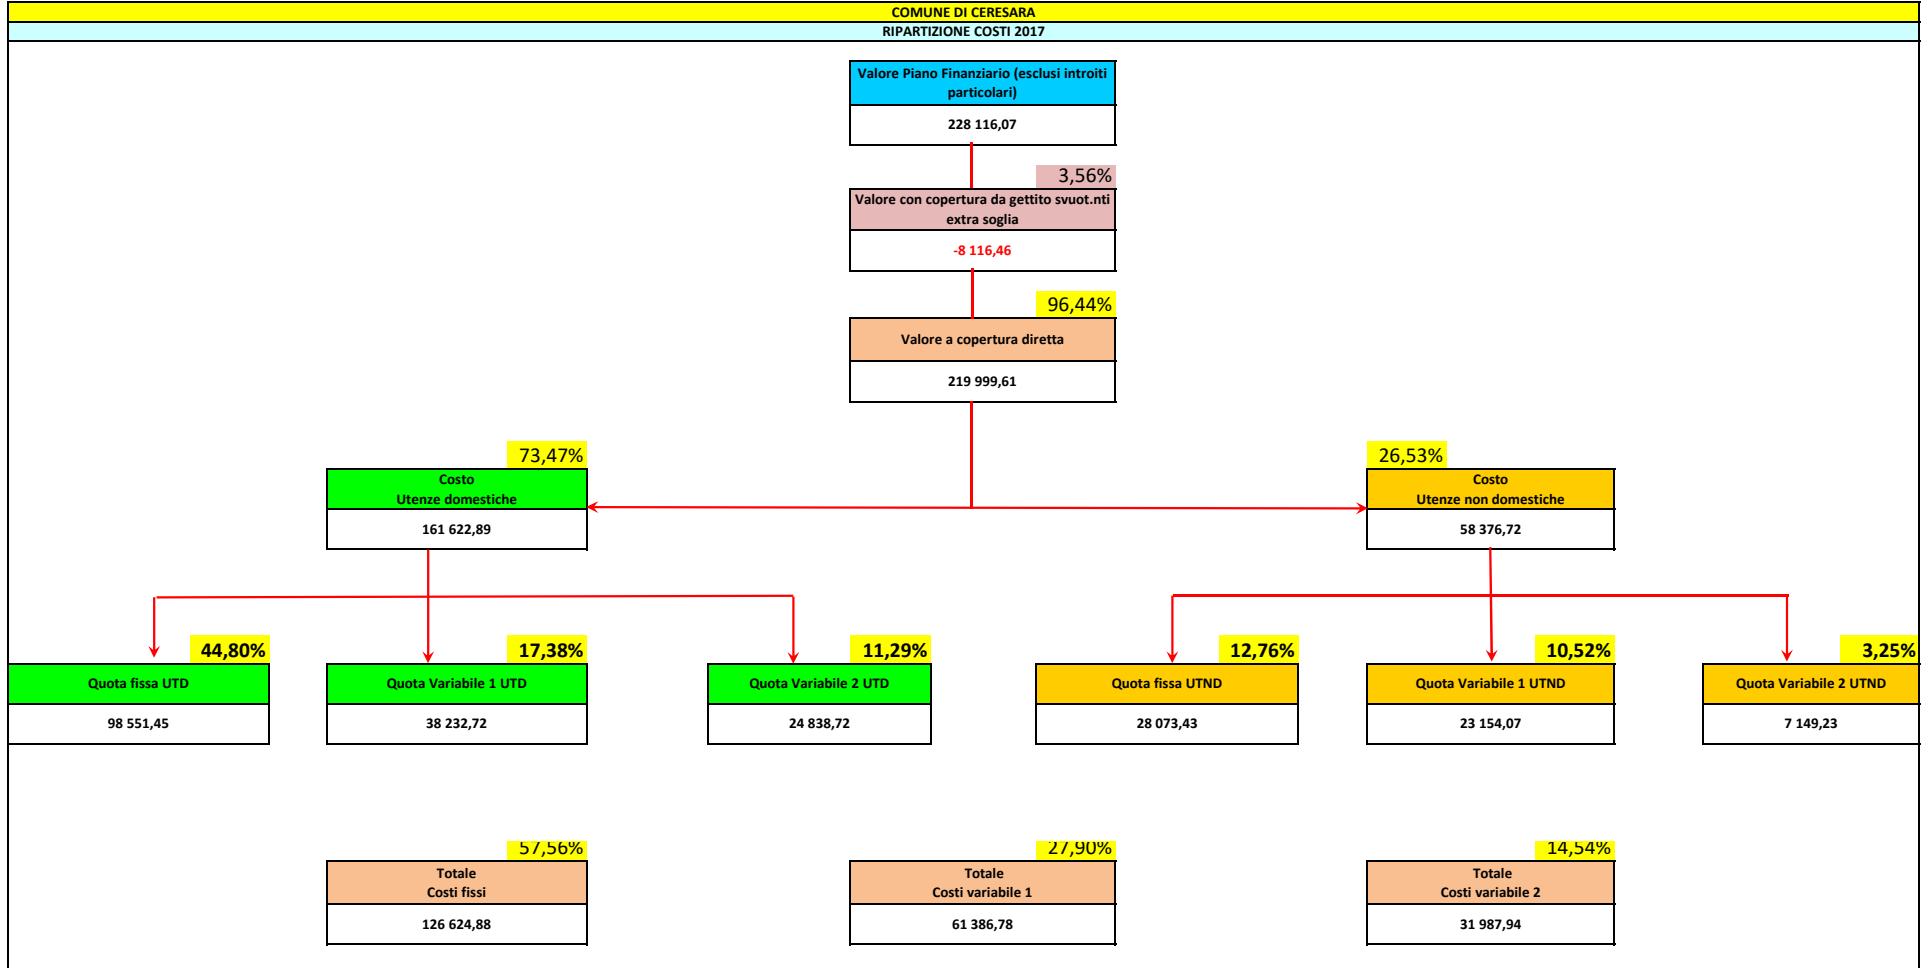 COMUNE DI CERESARA
RIPARTIZIONE COSTI 2017
Valore Piano Finanziario (esclusi introiti
particolari)
228 116,07
3,56%
Valore con copertura da gettito svuot.nti
extra soglia
-8 116,46
96,44%
Valore a copertura diretta
219 999,61
73,47%
26,53%
Costo
Utenze domestiche
161 622,89
Costo
Utenze non domestiche
58 376,72
44,80%
17,38%
11,29%
12,76%
10,52%
3,25%
Quota fissa UTD
Quota Variabile 1 UTD
Quota Variabile 2 UTD
Quota fissa UTND
Quota Variabile 1 UTND
Quota Variabile 2 UTND
98 551,45
38 232,72
24 838,72
28 073,43
23 154,07
7 149,23
57,56%
27,90%
14,54%
Totale
Costi fissi
126 624,88
Totale
Costi variabile 1
61 386,78
Totale
Costi variabile 2
31 987,94